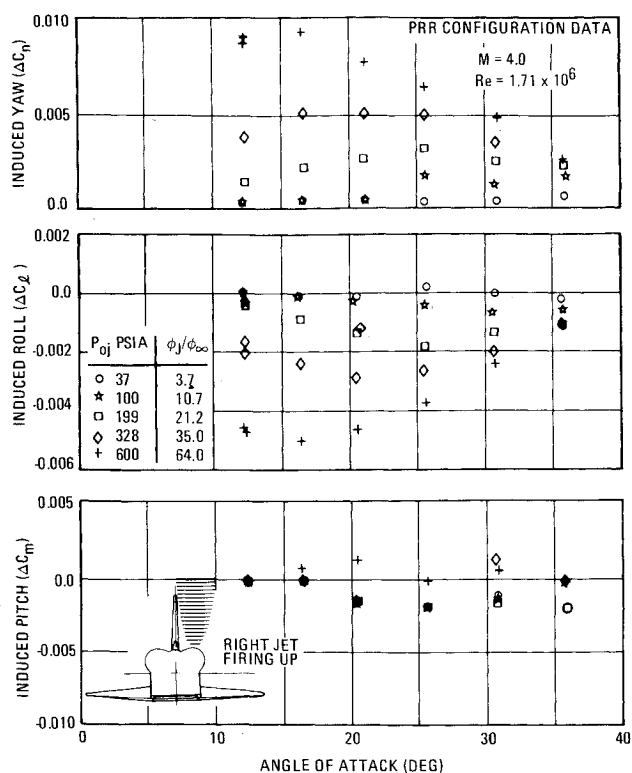 PRR CONFIGURATION DATA
M = 4.0
Re = 1.71 x 10⁶
INDUCED YAW (ΔCn)
0.010
0.005
0.0
INDUCED ROLL (ΔCℓ)
0.002
0.0
-0.002
-0.004
-0.006
Poj PSIA ϕj/ϕ∞
○ 37 3.7
★ 100 10.7
□ 199 21.2
◇ 328 35.0
+ 600 64.0
INDUCED PITCH (ΔCm)
0.005
0.0
-0.005
-0.010
RIGHT JET
FIRING UP
0 10 20 30 40
ANGLE OF ATTACK (DEG)